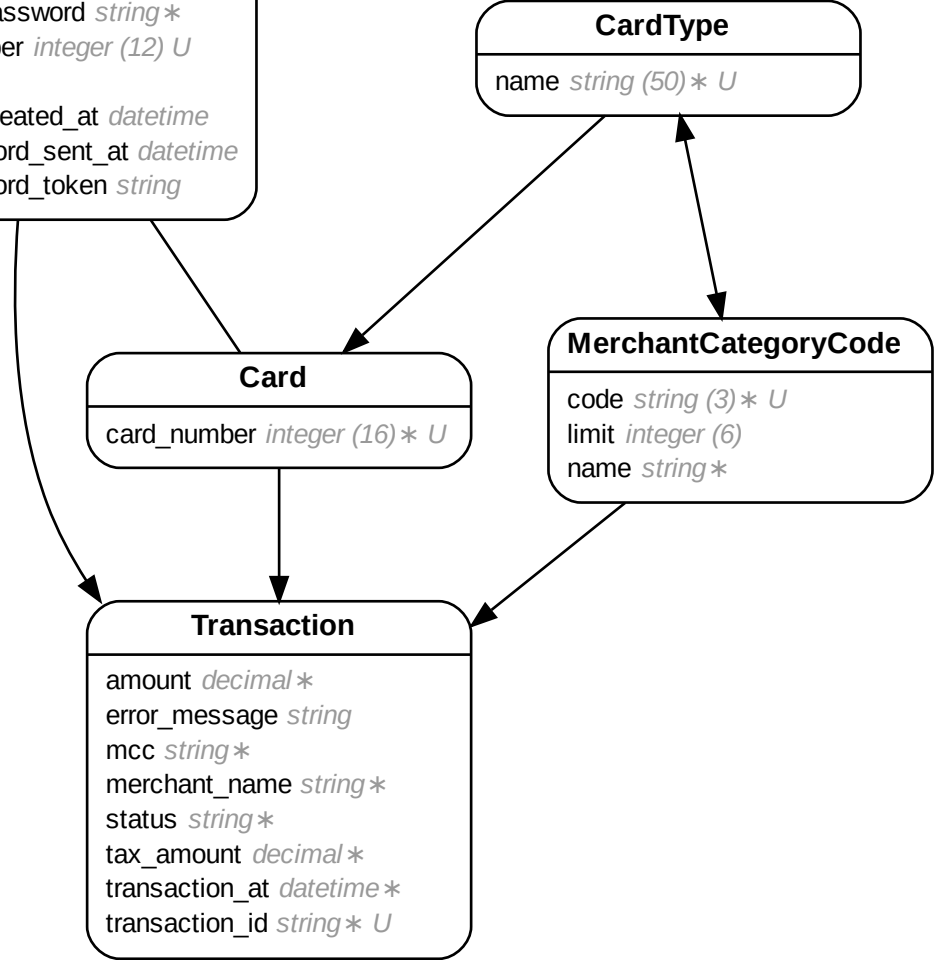 assword string∗
er integer (12) U
eated_at datetime
ord_sent_at datetime
ord_token string
CardType
name string (50)∗ U
Card
card_number integer (16)∗ U
MerchantCategoryCode
code string (3)∗ U
limit integer (6)
name string∗
Transaction
amount decimal∗
error_message string
mcc string∗
merchant_name string∗
status string∗
tax_amount decimal∗
transaction_at datetime∗
transaction_id string∗ U